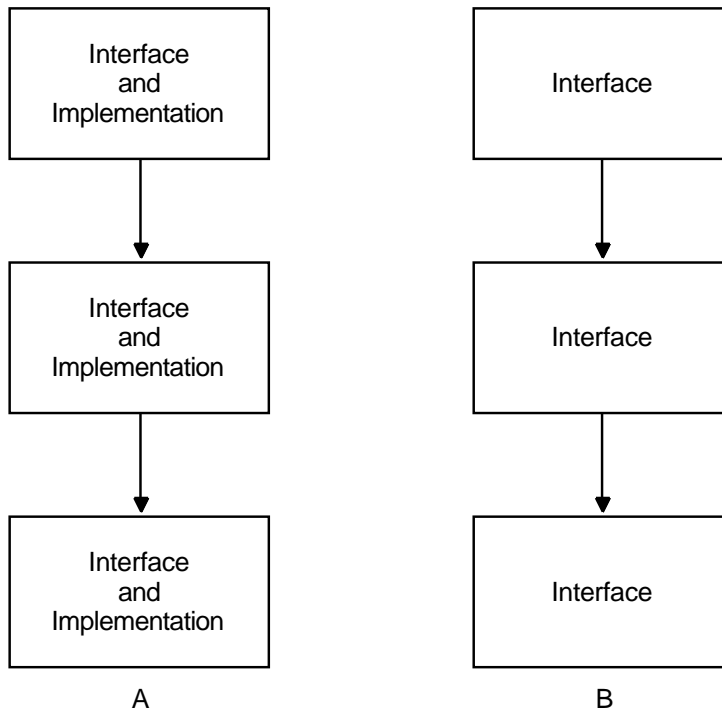 Interface
and
Implementation
Interface
and
Implementation
Interface
and
Implementation
A
Interface
Interface
Interface
B